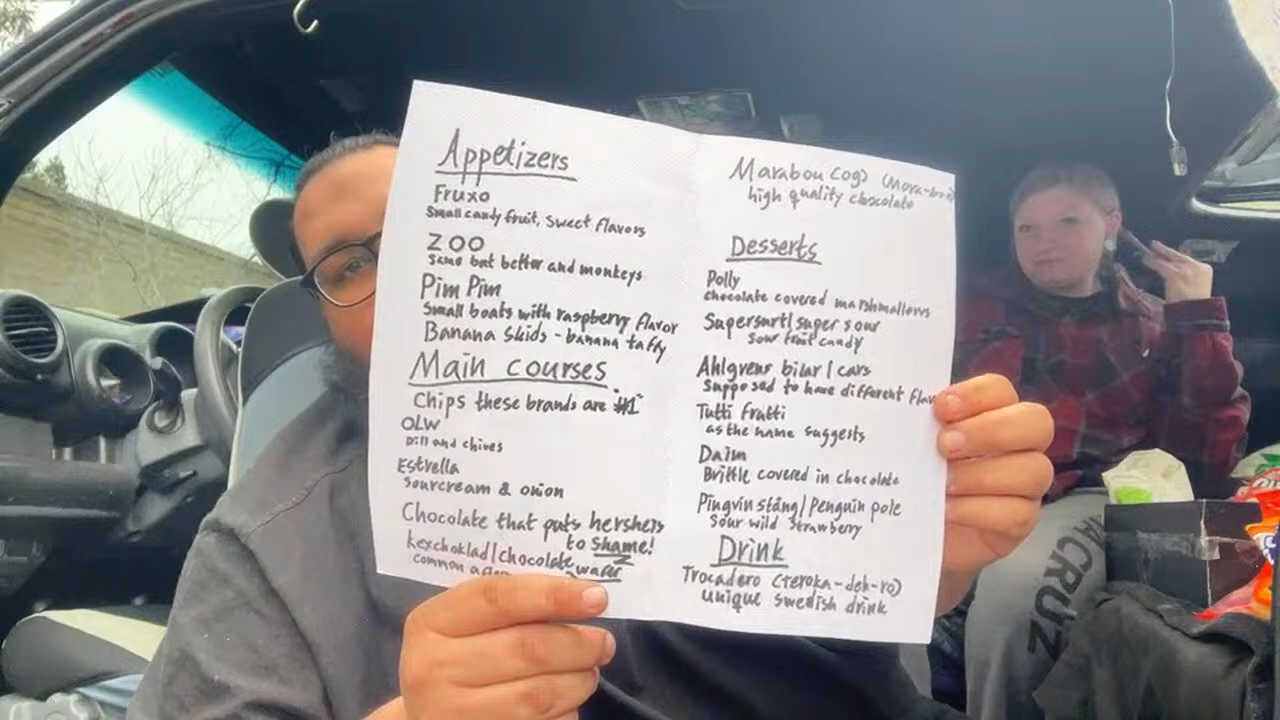 Appetizers
Fruxo
Small candy fruit, sweet flavors
ZOO
Same but better and monkeys
Pim Pim
Small boats with raspberry flavor
Banana Skids - banana taffy
Main courses
Chips these brands are #1
OLW
Dill and chives
Estrella
Sourcream & onion
Chocolate that puts hershers
to shame!
kexchoklad/chocolate wafer
common
Marabou
high quality chocolate
Desserts
Polly
chocolate covered marshmallows
Supersurt/super sour
sour fruit candy
Ahlgrens bilar/cars
Supposed to have different
Tutti frutti
as the name suggests
Daim
Brittle covered in chocolate
Pingvin stång/Penguin pole
Sour wild strawberry
Drink
Trocadero (teroka-deh-ro)
unique swedish drink
CRUZ